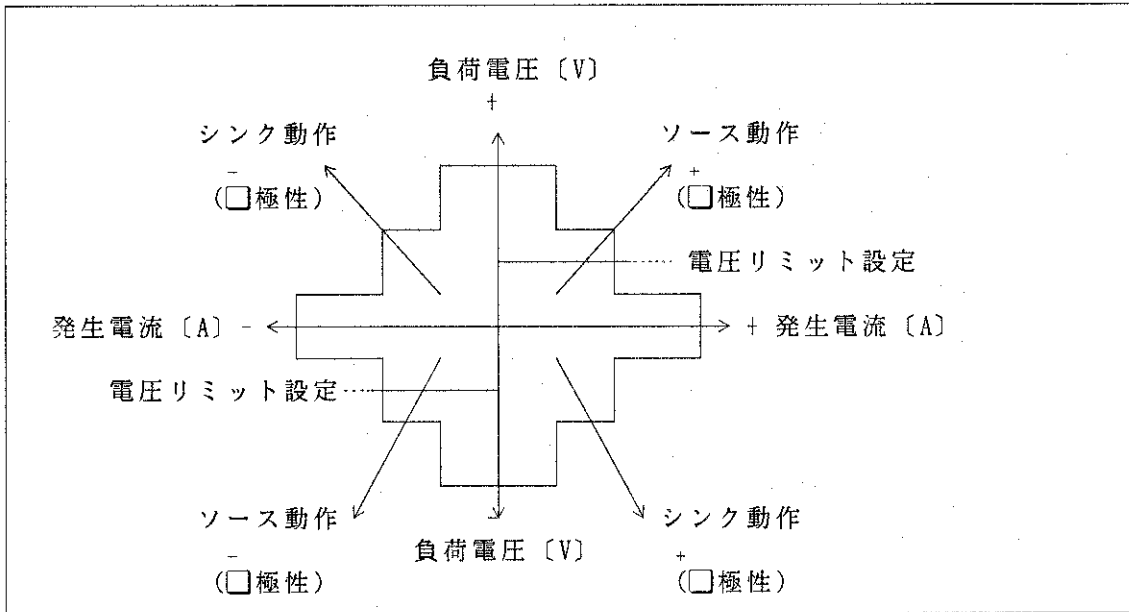 負荷電圧〔V〕
+
シンク動作
−
(□極性)
ソース動作
+
(□極性)
電圧リミット設定
発生電流〔A〕−
+ 発生電流〔A〕
電圧リミット設定
ソース動作
−
(□極性)
負荷電圧〔V〕
シンク動作
+
(□極性)